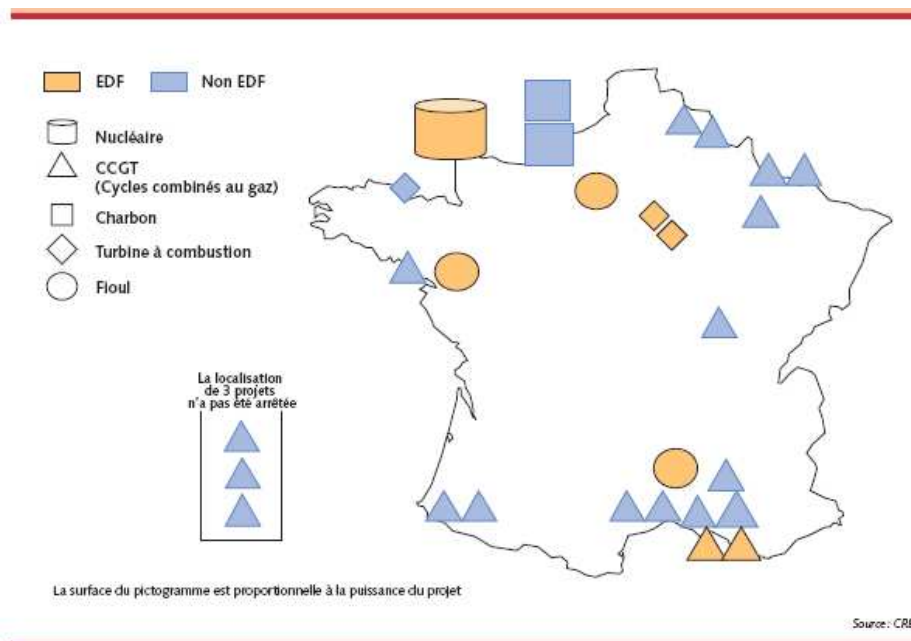 EDF
Non EDF
Nucléaire
CCGT
(Cycles combinés au gaz)
Charbon
Turbine à combustion
Fioul
La localisation
de 3 projets
n'a pas été arrêtée
La surface du pictogramme est proportionnelle à la puissance du projet
Source: CRE